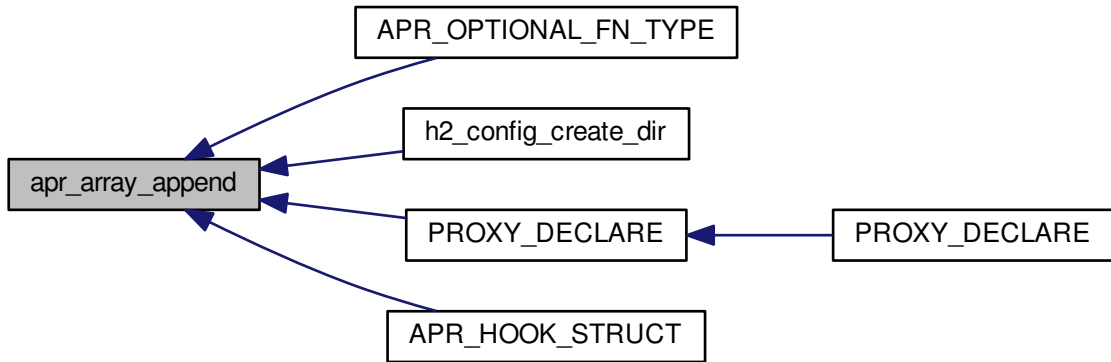 APR_OPTIONAL_FN_TYPE
h2_config_create_dir
apr_array_append
PROXY_DECLARE
PROXY_DECLARE
APR_HOOK_STRUCT